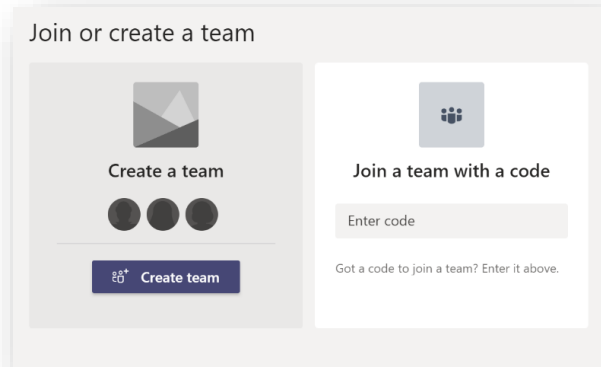 Join or create a team
Create a team
Create team
Join a team with a code
Enter code
Got a code to join a team? Enter it above.